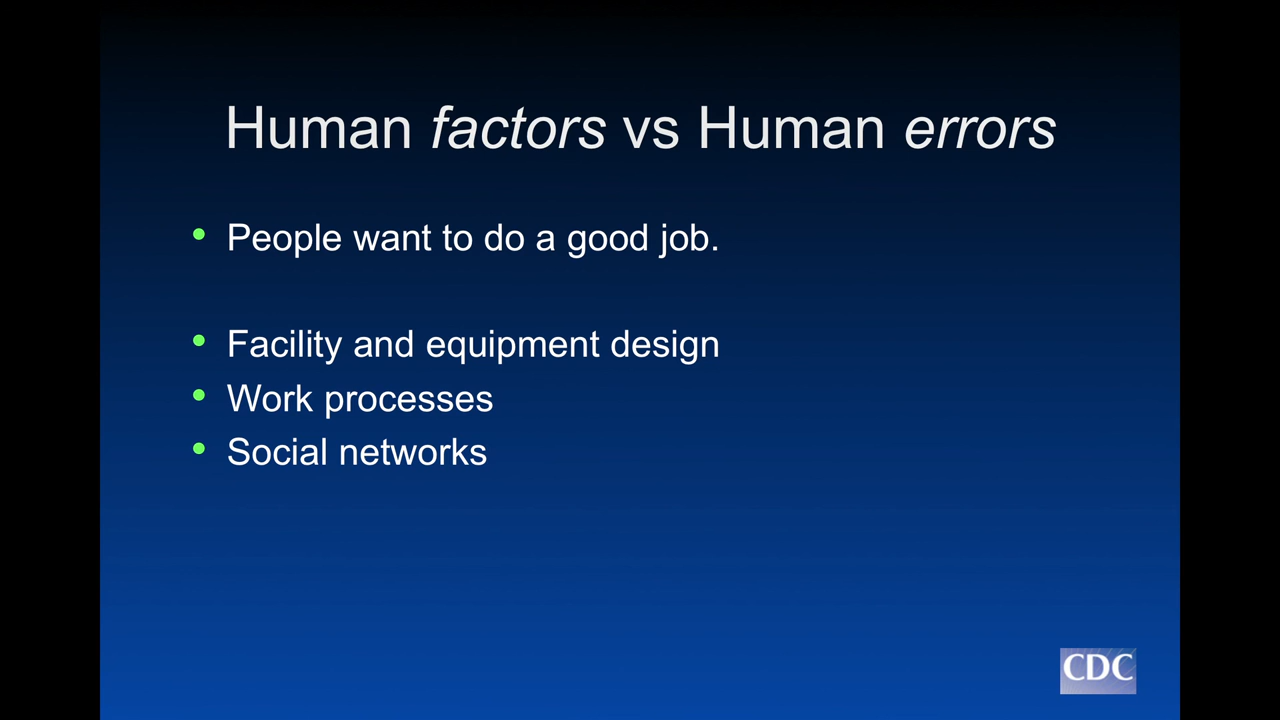 Human factors vs Human errors
• People want to do a good job.
• Facility and equipment design
• Work processes
• Social networks
CDC